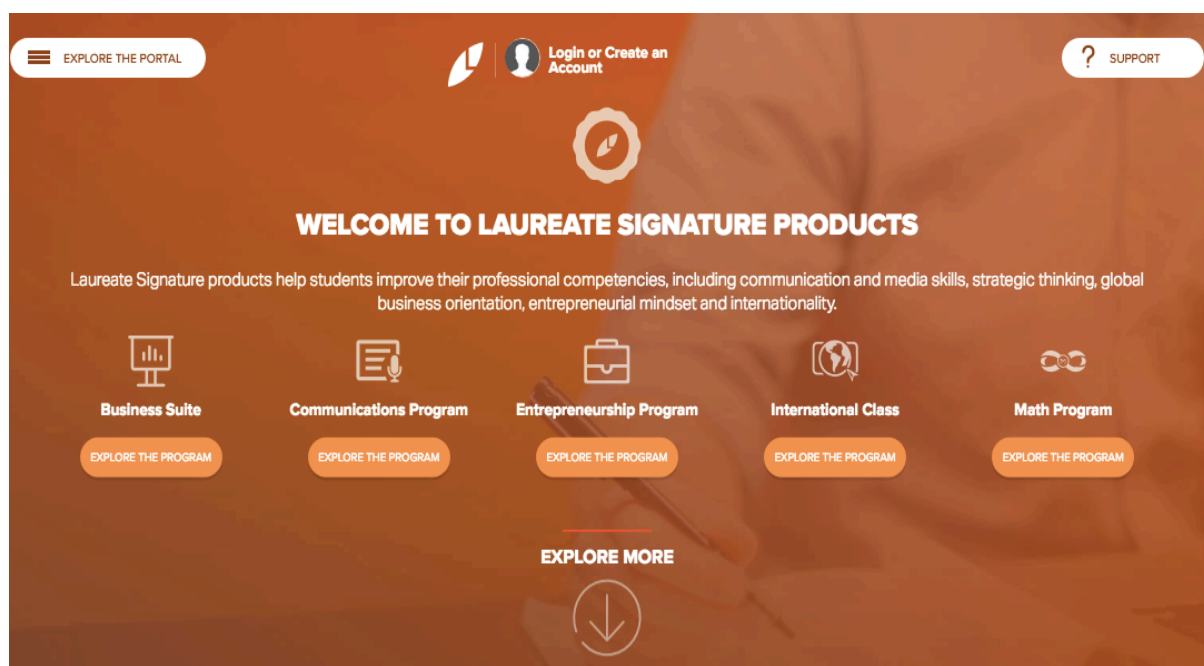 EXPLORE THE PORTAL
Login or Create an
Account
SUPPORT
WELCOME TO LAUREATE SIGNATURE PRODUCTS
Laureate Signature products help students improve their professional competencies, including communication and media skills, strategic thinking, global
business orientation, entrepreneurial mindset and internationality.
Business Suite
Communications Program
Entrepreneurship Program
International Class
Math Program
EXPLORE THE PROGRAM
EXPLORE THE PROGRAM
EXPLORE THE PROGRAM
EXPLORE THE PROGRAM
EXPLORE THE PROGRAM
EXPLORE MORE